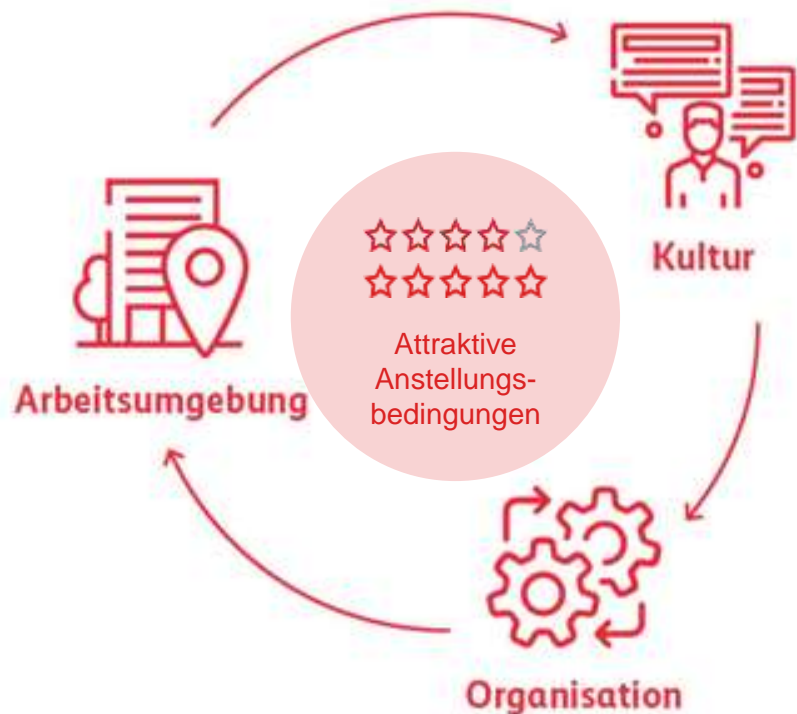 Kultur
Attraktive
Anstellungs-
bedingungen
Arbeitsumgebung
Organisation